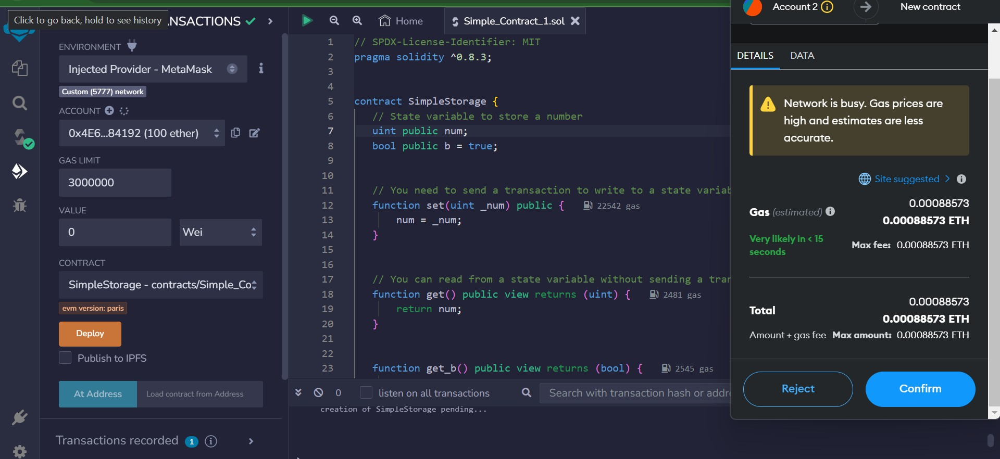 Click to go back, hold to see history
NSACTIONS
ENVIRONMENT
Injected Provider - MetaMask
Custom (5777) network
ACCOUNT
0x4E6...84192 (100 ether)
GAS LIMIT
3000000
VALUE
0
Wei
CONTRACT
SimpleStorage - contracts/Simple_Co
evm version: paris
Deploy
Publish to IPFS
At Address
Load contract from Address
Transactions recorded 1
Home
Simple_Contract_1.sol
1 // SPDX-License-Identifier: MIT
2 pragma solidity ^0.8.3;
3
4
5 contract SimpleStorage {
6 // State variable to store a number
7 uint public num;
8 bool public b = true;
9
10
11 // You need to send a transaction to write to a state variab
12 function set(uint _num) public { 22542 gas
13 num = _num;
14 }
15
16
17 // You can read from a state variable without sending a tran
18 function get() public view returns (uint) { 2481 gas
19 return num;
20 }
21
22
23 function get_b() public view returns (bool) { 2545 gas
0
listen on all transactions
Search with transaction hash or addre
creation of SimpleStorage pending...
Account 2
New contract
DETAILS
DATA
Network is busy. Gas prices are
high and estimates are less
accurate.
Site suggested
0.00088573
Gas (estimated) 0.00088573 ETH
Very likely in < 15
seconds
Max fee: 0.00088573 ETH
0.00088573
Total 0.00088573 ETH
Amount + gas fee Max amount: 0.00088573 ETH
Reject
Confirm